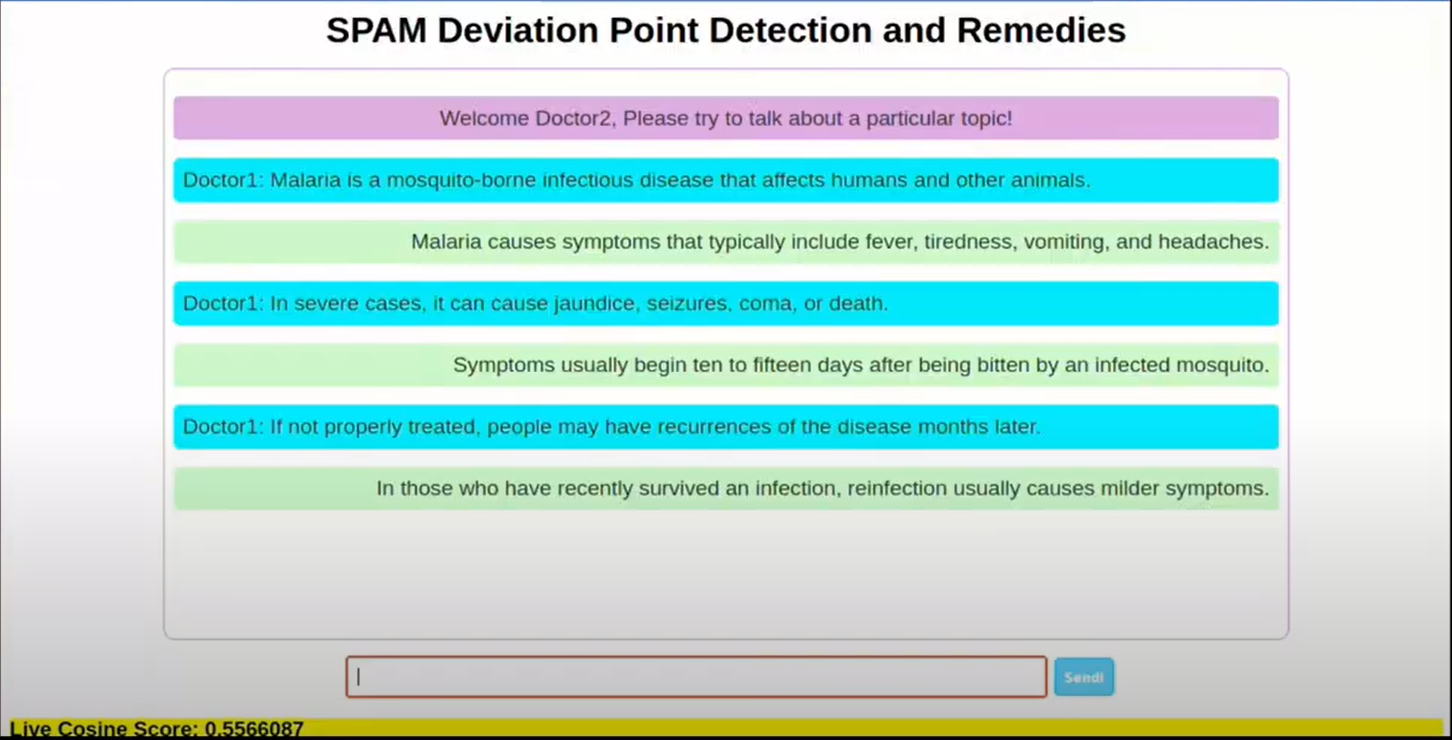 SPAM Deviation Point Detection and Remedies
Welcome Doctor2, Please try to talk about a particular topic!
Doctor1: Malaria is a mosquito-borne infectious disease that affects humans and other animals.
Malaria causes symptoms that typically include fever, tiredness, vomiting, and headaches.
Doctor1: In severe cases, it can cause jaundice, seizures, coma, or death.
Symptoms usually begin ten to fifteen days after being bitten by an infected mosquito.
Doctor1: If not properly treated, people may have recurrences of the disease months later.
In those who have recently survived an infection, reinfection usually causes milder symptoms.
Send!
Live Cosine Score: 0.5566087